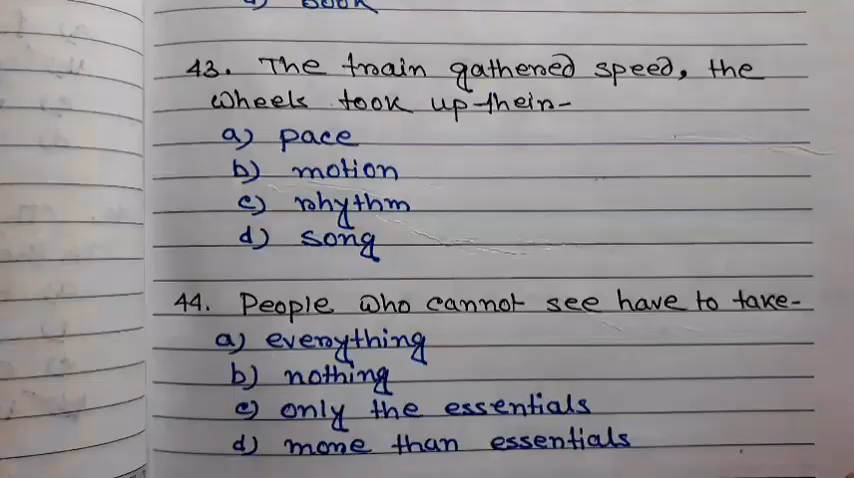 43. The train gathered speed, the
wheels took up their-
a) pace
b) motion
c) rhythm
d) song
44. People who cannot see have to take-
a) everything
b) nothing
c) only the essentials
d) more than essentials